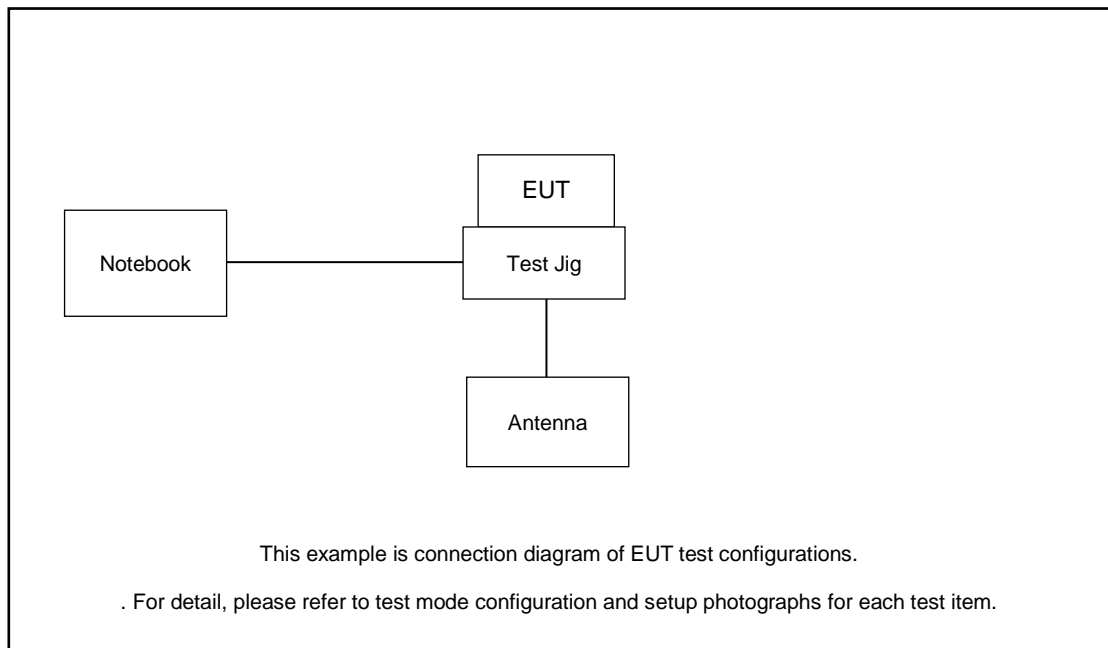 EUT
Notebook
Test Jig
Antenna
This example is connection diagram of EUT test configurations.
. For detail, please refer to test mode configuration and setup photographs for each test item.